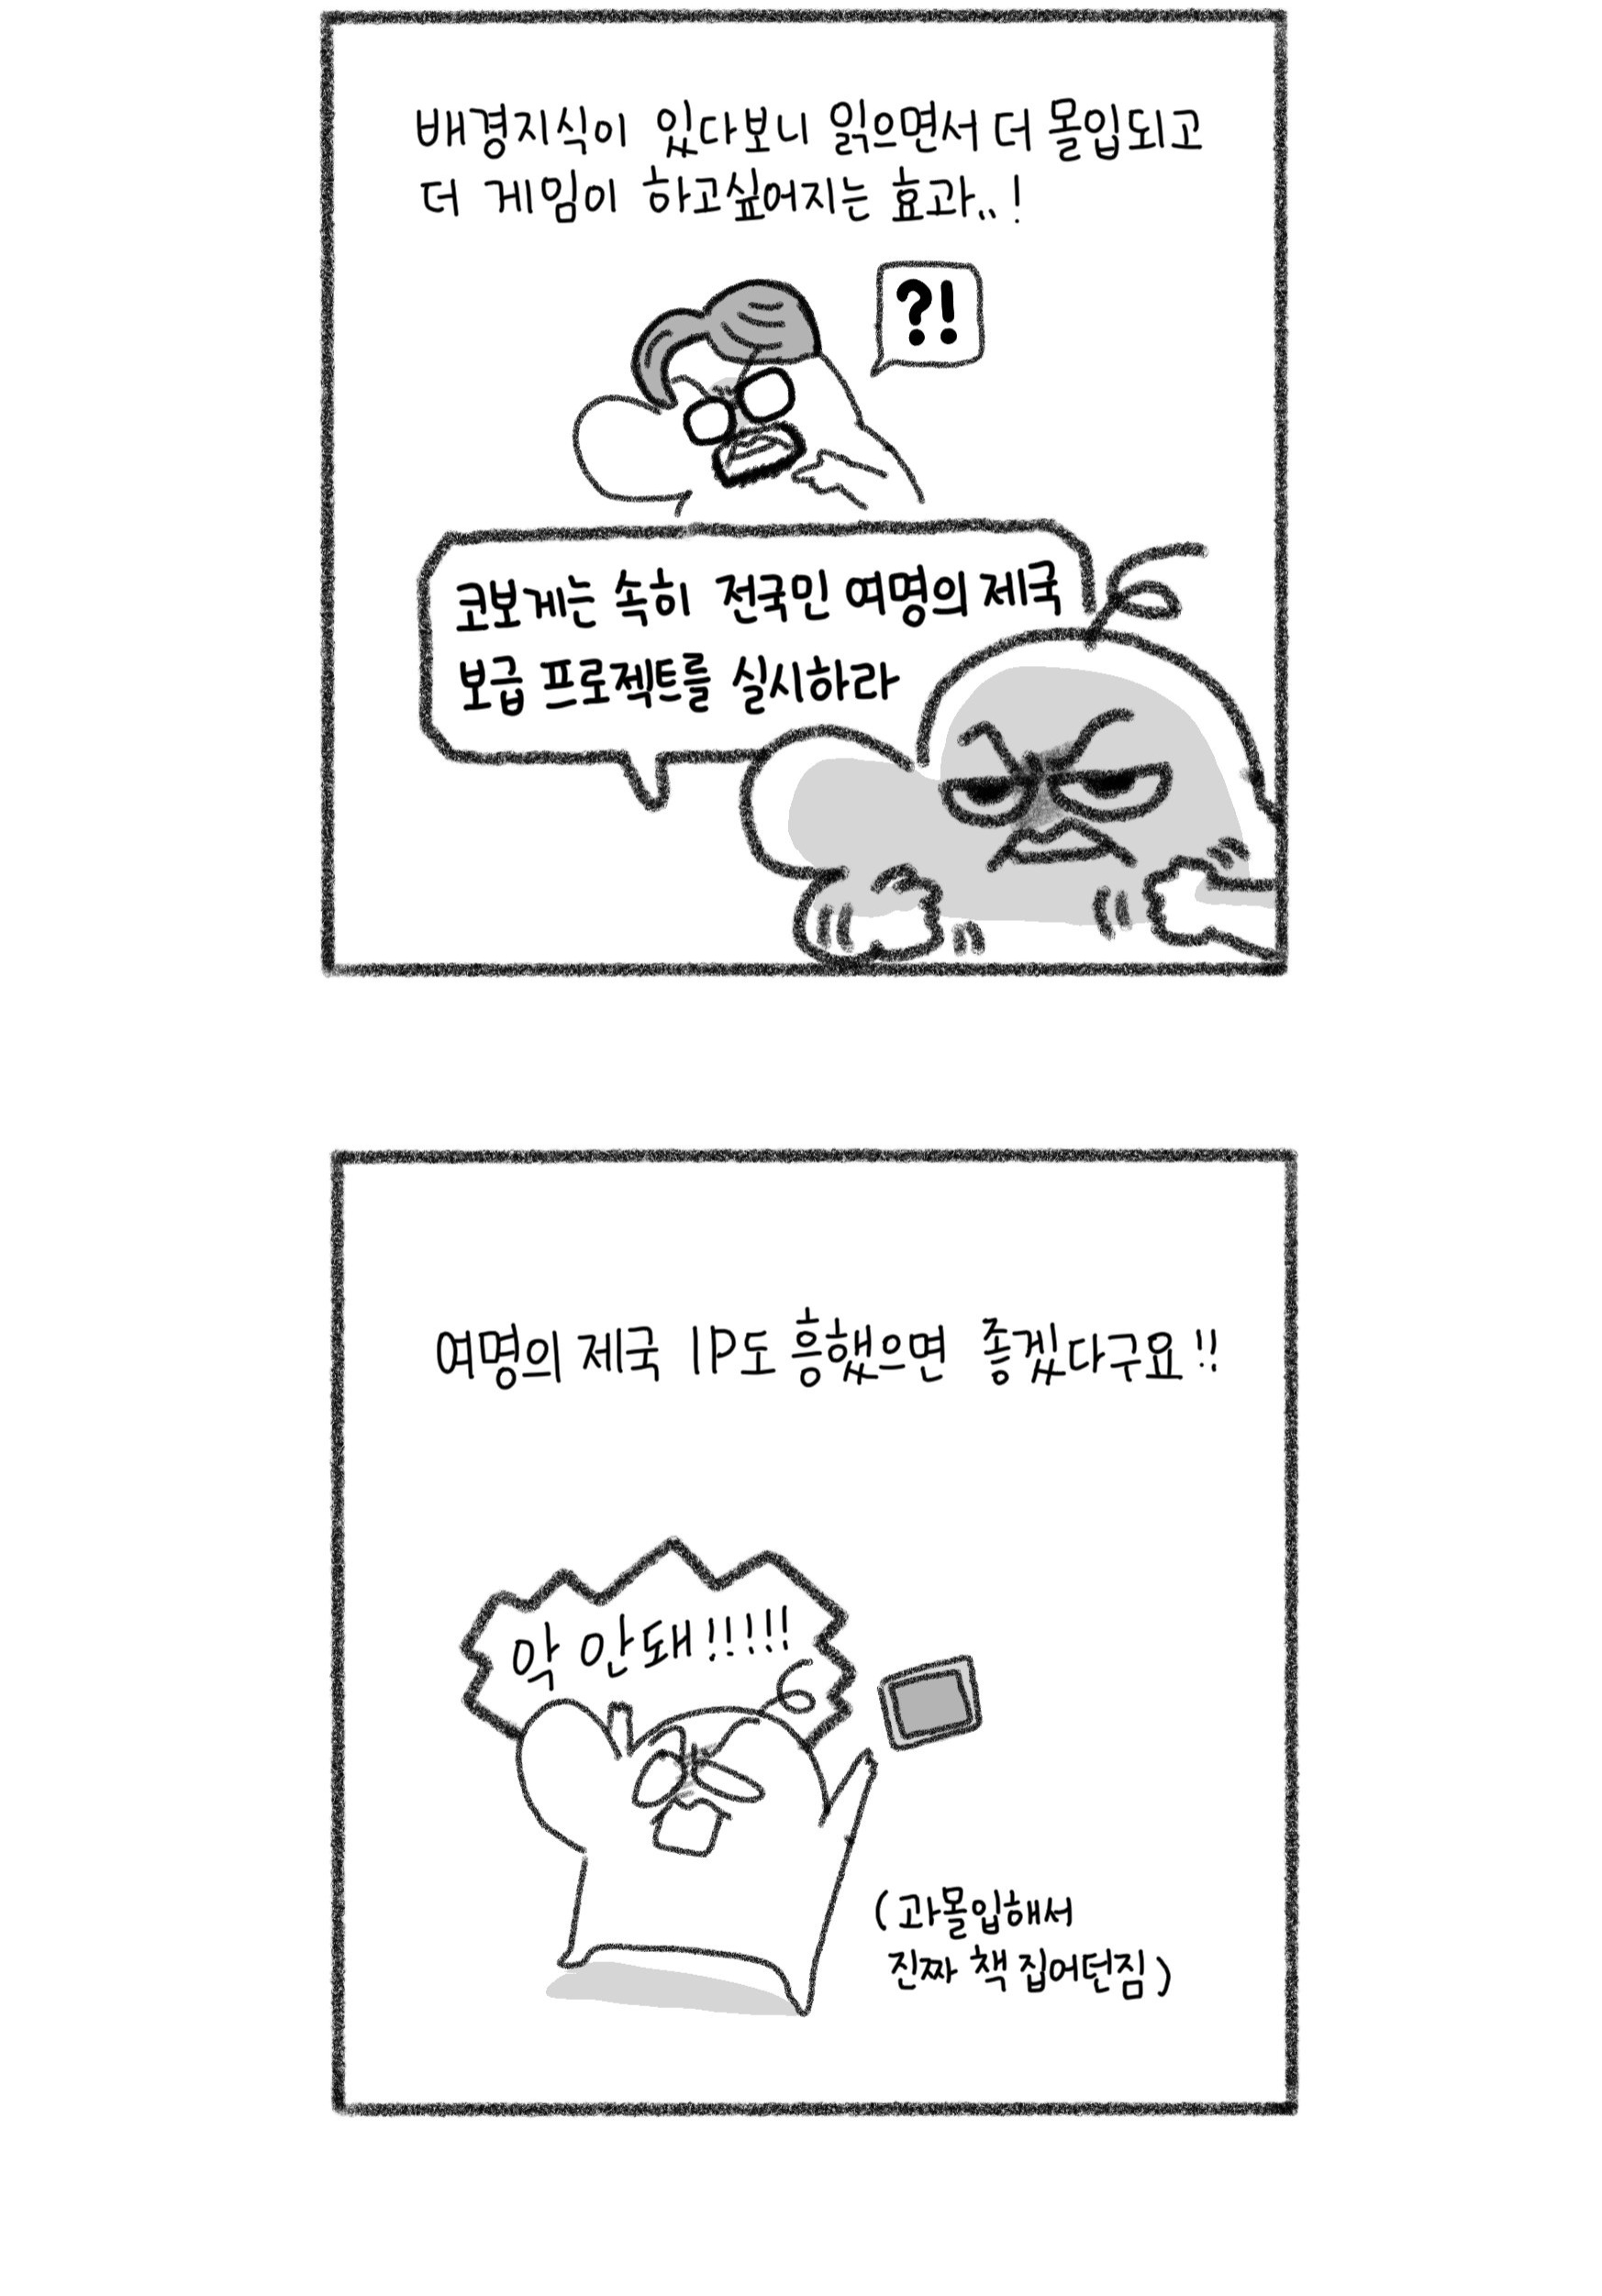 배경지식이 있다보니 읽으면서 더 몰입되고
더 게임이 하고싶어지는 효과..!
?!
코보게는 속히 전국민 여명의 제국
보급 프로젝트를 실시하라
여명의 제국 IP도 흥했으면 좋겠다구요!!
악 안돼!!!!!
(과몰입해서
진짜 책 집어던짐)